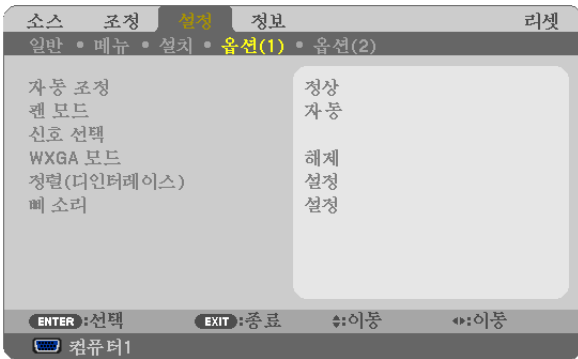 소스 조정 설정 정보 리셋
일반 • 메뉴 • 설치 • 옵션(1) • 옵션(2)
자동 조정 정상
팬 모드 자동
신호 선택
WXGA 모드 해제
정렬(디인터레이스) 설정
삐 소리 설정
ENTER :선택 EXIT :종료 :이동 :이동
컴퓨터1